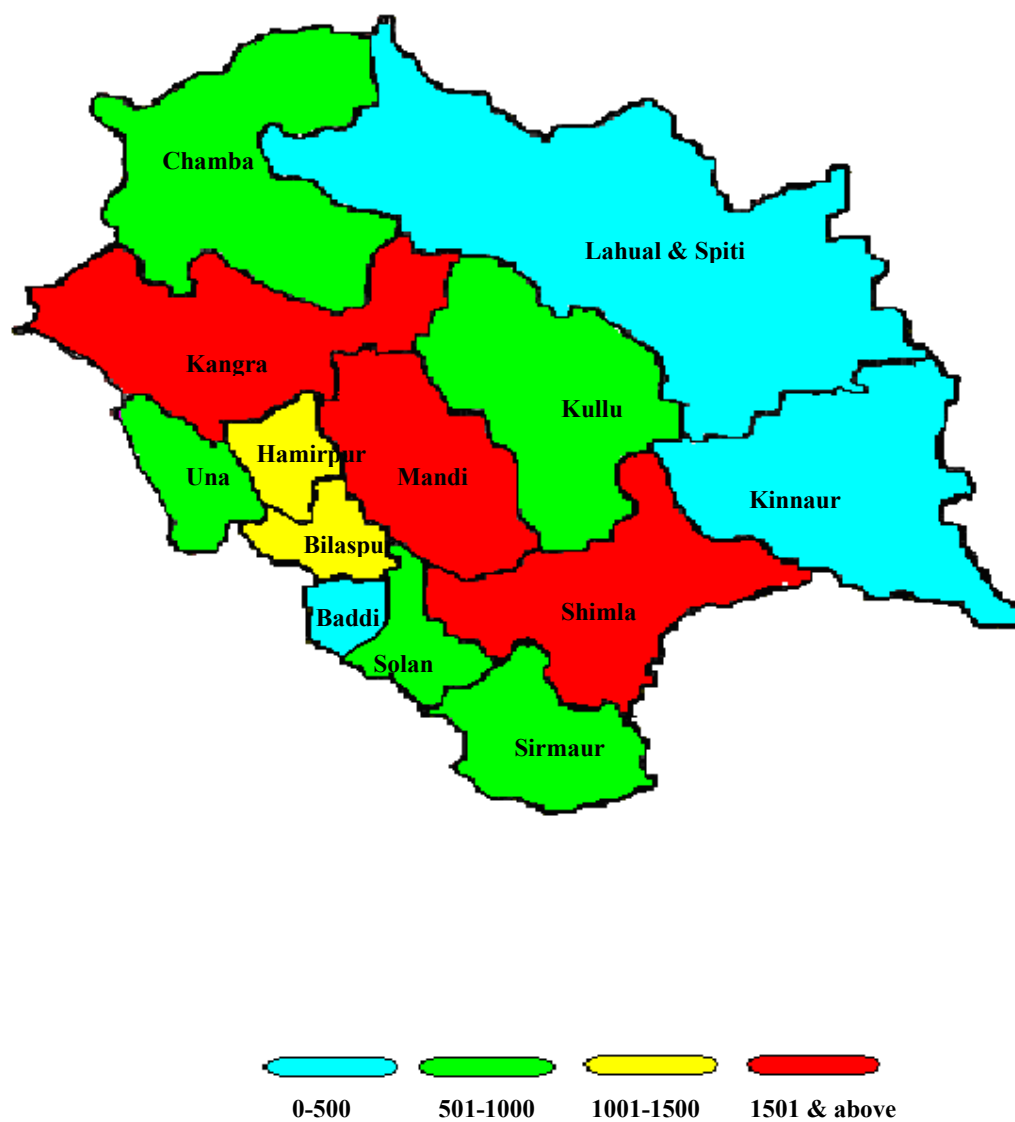 Chamba
Lahual & Spiti
Kangra
Kullu
Hamirpur
Una
Mandi
Kinnaur
Bilaspu
Baddi
Shimla
Solan
Sirmaur
0-500
501-1000
1001-1500
1501 & above